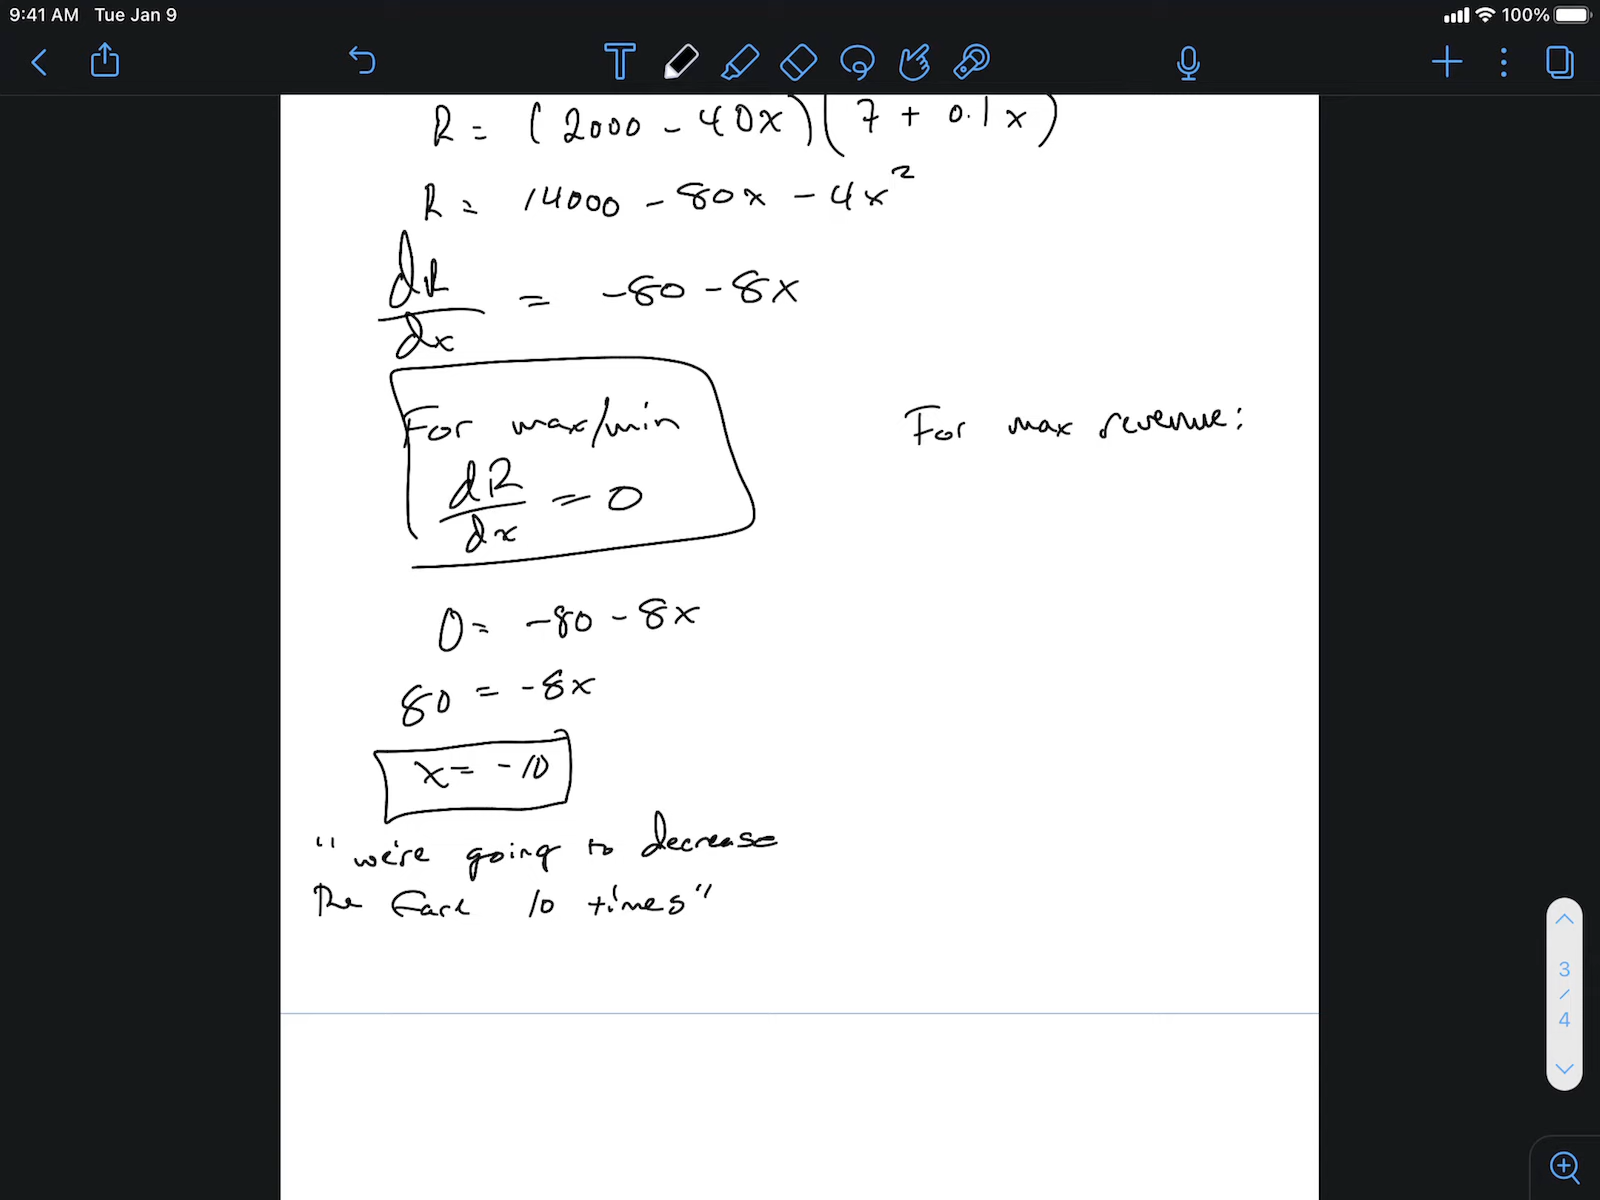 9:41 AM Tue Jan 9
100%
R = (2000 - 40x)(7 + 0.1x)
R = 14000 - 80x - 4x²
dR/dx = -80 - 8x
For max/min
dR/dx = 0
For max revenue:
0 = -80 - 8x
80 = -8x
x = -10
"we're going to decrease
the fare 10 times"
3
/
4